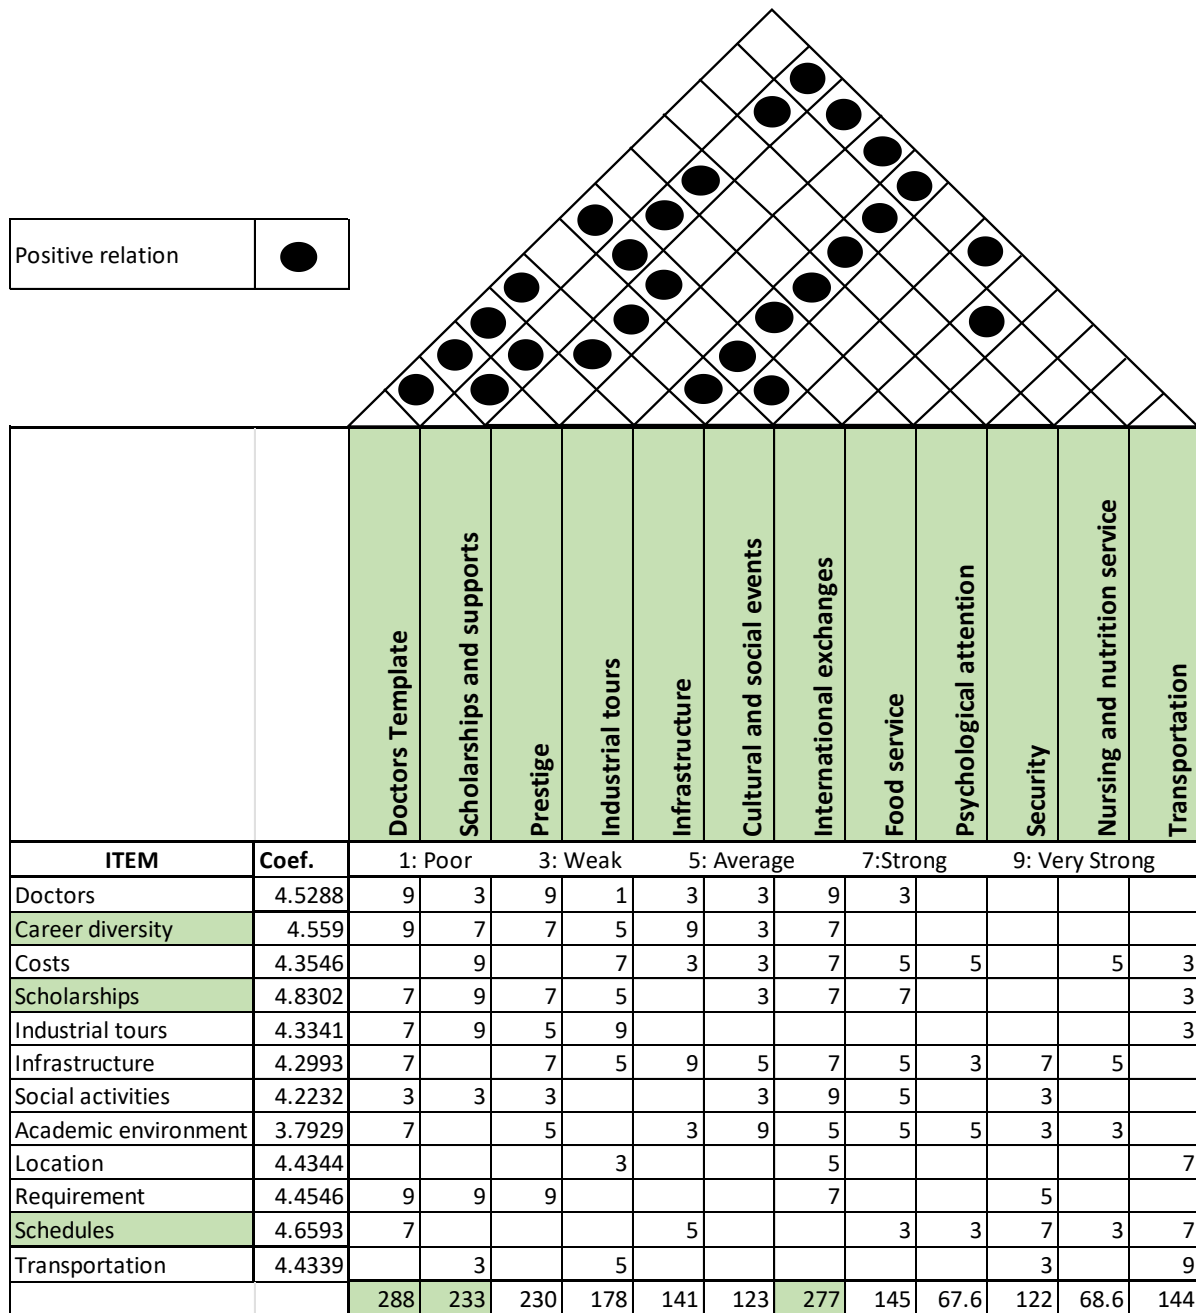 Positive relation
Doctors Template
Scholarships and supports
Prestige
Industrial tours
Infrastructure
Cultural and social events
International exchanges
Food service
Psychological attention
Security
Nursing and nutrition service
Transportation
ITEM Coef. 1: Poor 3: Weak 5: Average 7:Strong 9: Very Strong
Doctors 4.5288 9 3 9 1 3 3 9 3
Career diversity 4.559 9 7 7 5 9 3 7
Costs 4.3546 9 7 3 3 7 5 5 5 3
Scholarships 4.8302 7 9 7 5 3 7 7 3
Industrial tours 4.3341 7 9 5 9 3
Infrastructure 4.2993 7 7 5 9 5 7 5 3 7 5
Social activities 4.2232 3 3 3 3 9 5 3
Academic environment 3.7929 7 5 3 9 5 5 5 3 3
Location 4.4344 3 5 7
Requirement 4.4546 9 9 9 7 5
Schedules 4.6593 7 5 3 3 7 3 7
Transportation 4.4339 3 5 3 9
288 233 230 178 141 123 277 145 67.6 122 68.6 144